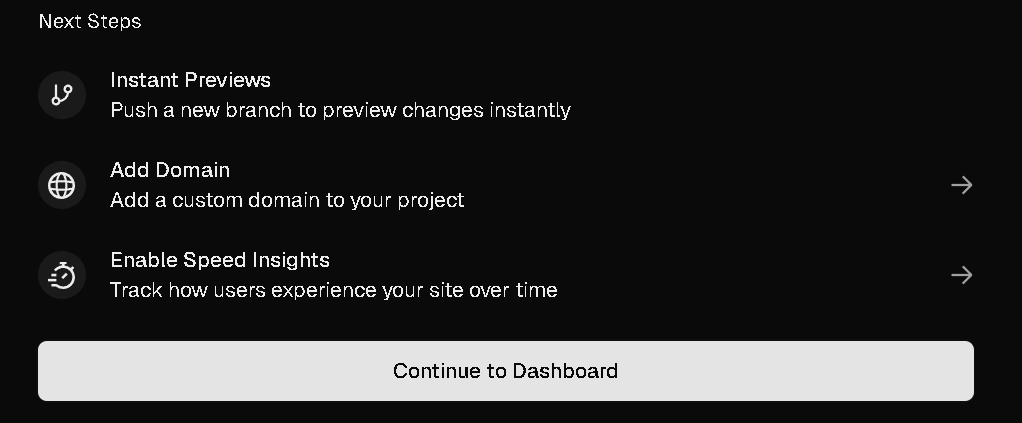 Next Steps
Instant Previews
Push a new branch to preview changes instantly
Add Domain
Add a custom domain to your project
Enable Speed Insights
Track how users experience your site over time
Continue to Dashboard